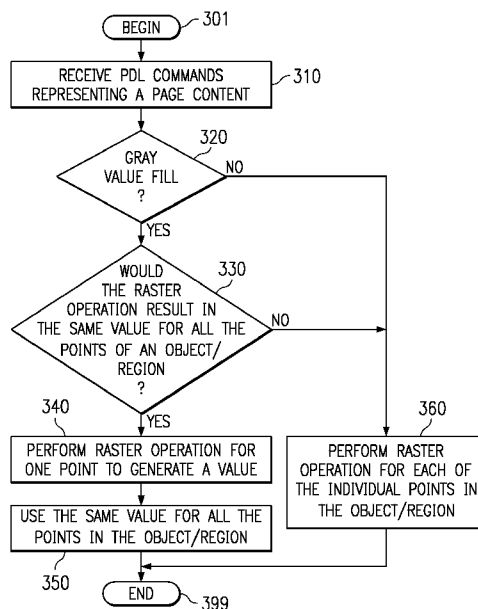 BEGIN
301
RECEIVE PDL COMMANDS
REPRESENTING A PAGE CONTENT
310
320
GRAY
VALUE FILL
?
NO
YES
330
WOULD
THE RASTER
OPERATION RESULT IN
THE SAME VALUE FOR ALL THE
POINTS OF AN OBJECT/
REGION
?
NO
YES
340
PERFORM RASTER OPERATION FOR
ONE POINT TO GENERATE A VALUE
360
PERFORM RASTER
OPERATION FOR EACH OF
THE INDIVIDUAL POINTS IN
THE OBJECT/REGION
USE THE SAME VALUE FOR ALL THE
POINTS IN THE OBJECT/REGION
350
END
399